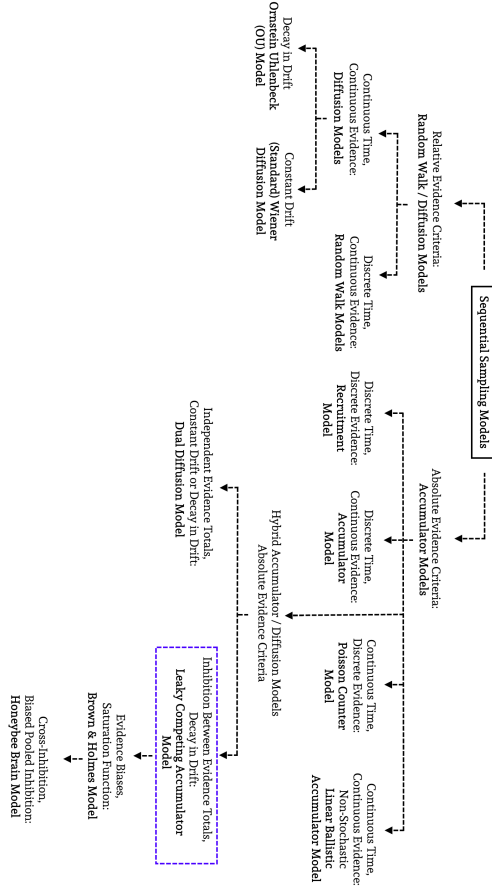 Sequential Sampling Models
Relative Evidence Criteria:
Random Walk / Diffusion Models
Absolute Evidence Criteria:
Accumulator Models
Continuous Time,
Continuous Evidence:
Diffusion Models
Discrete Time,
Continuous Evidence:
Random Walk Models
Discrete Time,
Discrete Evidence:
Recruitment
Model
Discrete Time,
Continuous Evidence:
Accumulator
Model
Continuous Time,
Discrete Evidence:
Poisson Counter
Model
Continuous Time,
Continuous Evidence:
Non-Stochastic
Linear Ballistic
Accumulator Model
Decay in Drift
Ornstein Uhlenbeck
(OU) Model
Constant Drift
(Standard) Wiener
Diffusion Model
Hybrid Accumulator / Diffusion Models
Absolute Evidence Criteria
Independent Evidence Totals,
Constant Drift or Decay in Drift:
Dual Diffusion Model
Inhibition Between Evidence Totals,
Decay in Drift:
Leaky Competing Accumulator
Model
Evidence Biases,
Saturation Function:
Brown & Holmes Model
Cross-Inhibition,
Biased Pooled Inhibition:
Honeybee Brain Model